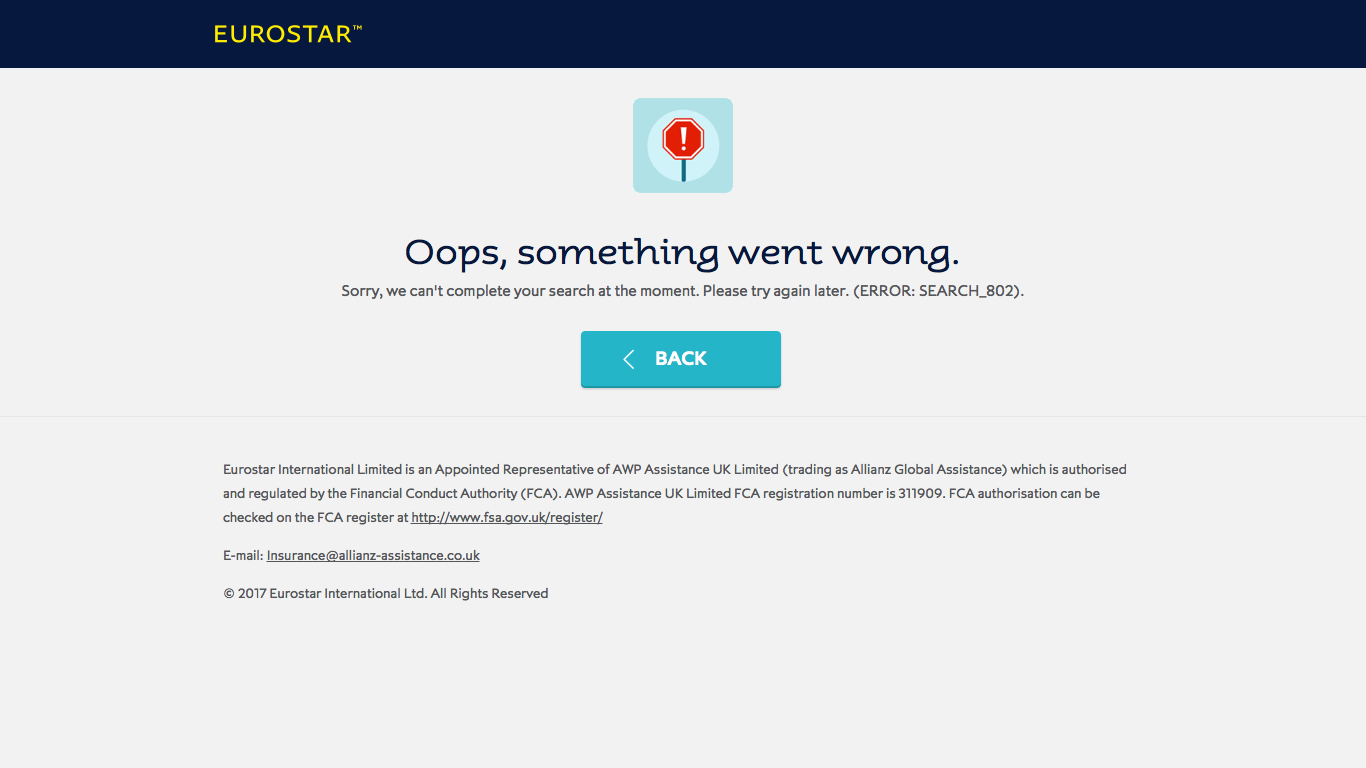 EUROSTAR™
!
Oops, something went wrong.
Sorry, we can't complete your search at the moment. Please try again later. (ERROR: SEARCH_802).
BACK
Eurostar International Limited is an Appointed Representative of AWP Assistance UK Limited (trading as Allianz Global Assistance) which is authorised
and regulated by the Financial Conduct Authority (FCA). AWP Assistance UK Limited FCA registration number is 311909. FCA authorisation can be
checked on the FCA register at http://www.fsa.gov.uk/register/
E-mail: Insurance@allianz-assistance.co.uk
© 2017 Eurostar International Ltd. All Rights Reserved